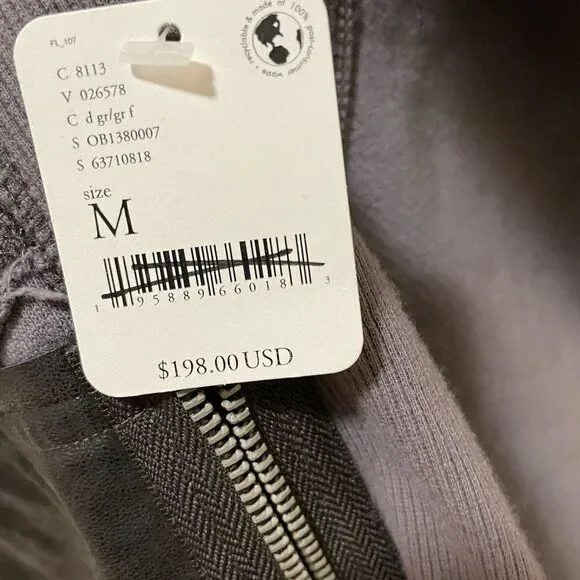 FL_107
recyclable & made of 100% post-consumer waste •
C 8113
V 026578
C d gr/gr f
S OB1380007
S 63710818
size
M
1 95889 66018 3
$198.00 USD